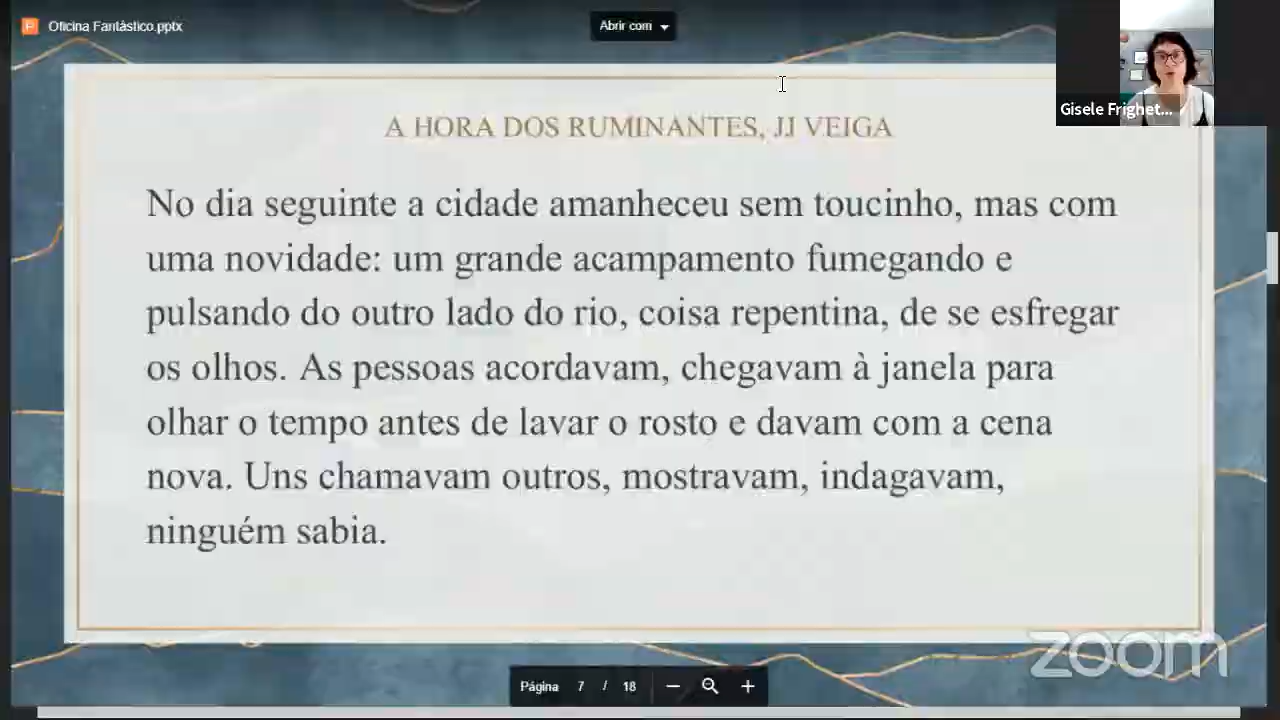 Oficina Fantástico.pptx
Abrir com
Gisele Frighet...
A HORA DOS RUMINANTES, JJ VEIGA
No dia seguinte a cidade amanheceu sem toucinho, mas com
uma novidade: um grande acampamento fumegando e
pulsando do outro lado do rio, coisa repentina, de se esfregar
os olhos. As pessoas acordavam, chegavam à janela para
olhar o tempo antes de lavar o rosto e davam com a cena
nova. Uns chamavam outros, mostravam, indagavam,
ninguém sabia.
zoom
Página 7 / 18